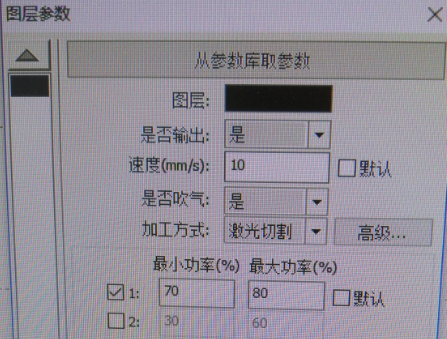 图层参数
从参数库取参数
图层:
是否输出: 是
速度(mm/s): 10 默认
是否吹气: 是
加工方式: 激光切割 高级...
最小功率(%) 最大功率(%)
1: 70 80 默认
2: 30 60